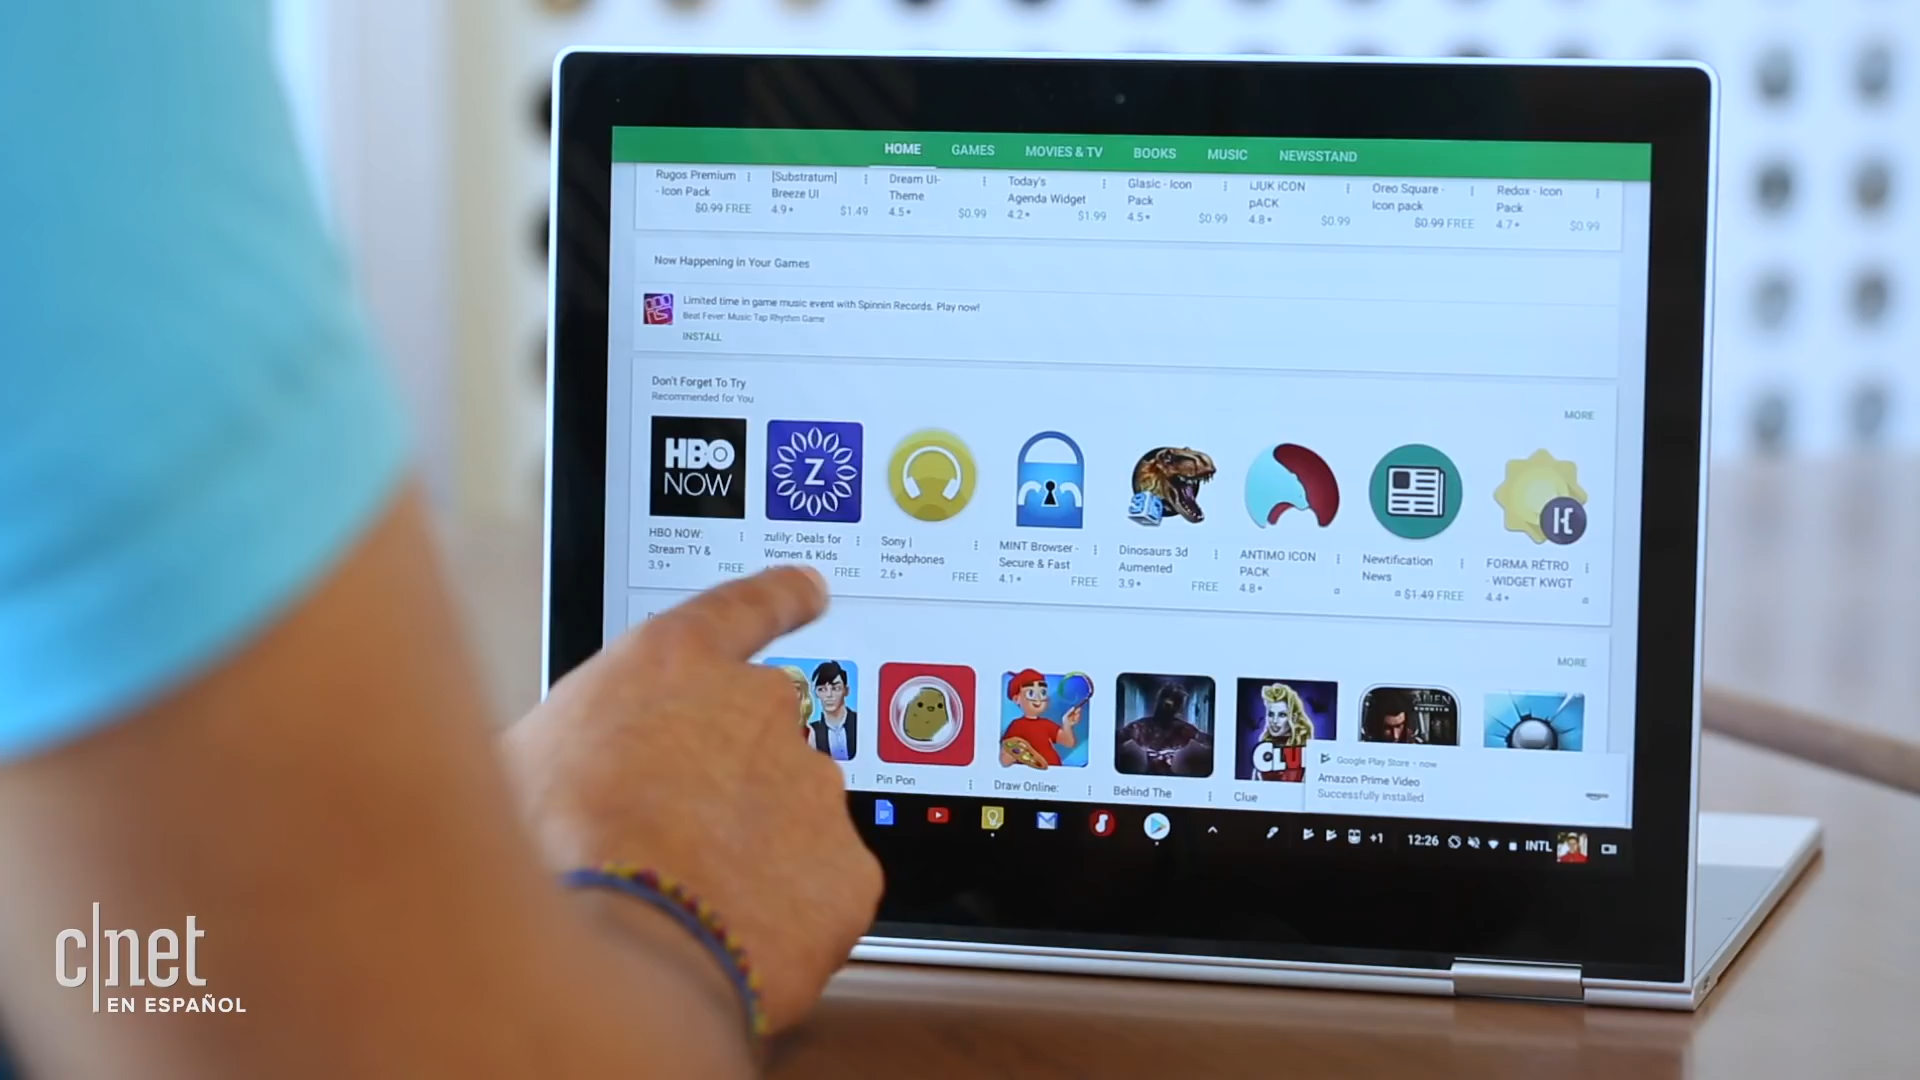 HOME GAMES MOVIES & TV BOOKS MUSIC NEWSSTAND
Rugos Premium
- Icon Pack
$0.99 FREE
[Substratum]
Breeze UI
4.9 $1.49
Dream UI-
Theme
4.5 $0.99
Today's
Agenda Widget
4.2 $1.99
Glasic - Icon
Pack
4.5 $0.99
iJUK iCON
pACK
4.8 $0.99
Oreo Square -
Icon pack
$0.99 FREE
Redox - Icon
Pack
4.7 $0.99
Now Happening in Your Games
Limited time in game music event with Spinnin Records. Play now!
Beat Fever: Music Tap Rhythm Game
INSTALL
Don't Forget To Try
Recommended for You
MORE
HBO
NOW
Z
HBO NOW:
Stream TV &
3.9 FREE
zulily: Deals for
Women & Kids
FREE
Sony |
Headphones
2.6 FREE
MINT Browser -
Secure & Fast
4.1 FREE
3D
Dinosaurs 3d
Aumented
3.9 FREE
ANTIMO ICON
PACK
4.8
Newtification
News
$1.49 FREE
FORMA RÉTRO
- WIDGET KWGT
4.4
MORE
ALIEN
Pin Pon
Draw Online:
Behind The
Clue
Google Play Store • now
Amazon Prime Video
Successfully installed
amazon
+1 12:26 INTL
c|net
EN ESPAÑOL